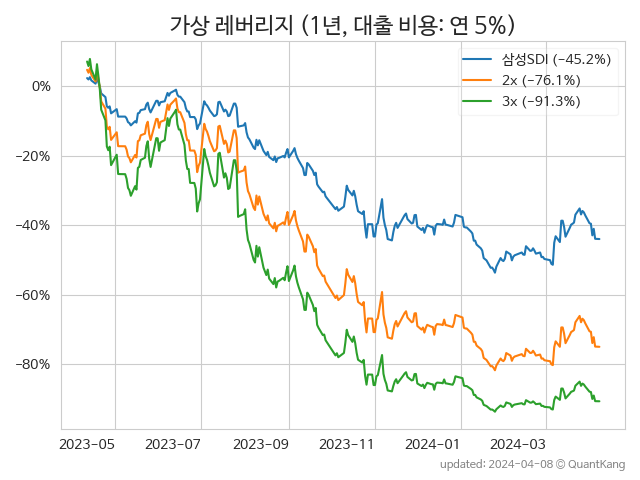 가상 레버리지 (1년, 대출 비용: 연 5%)
삼성SDI (−45.2%)
2x (−76.1%)
3x (−91.3%)
0%
−20%
−40%
−60%
−80%
2023−05 2023−07 2023−09 2023−11 2024−01 2024−03
updated: 2024−04−08 © QuantKang